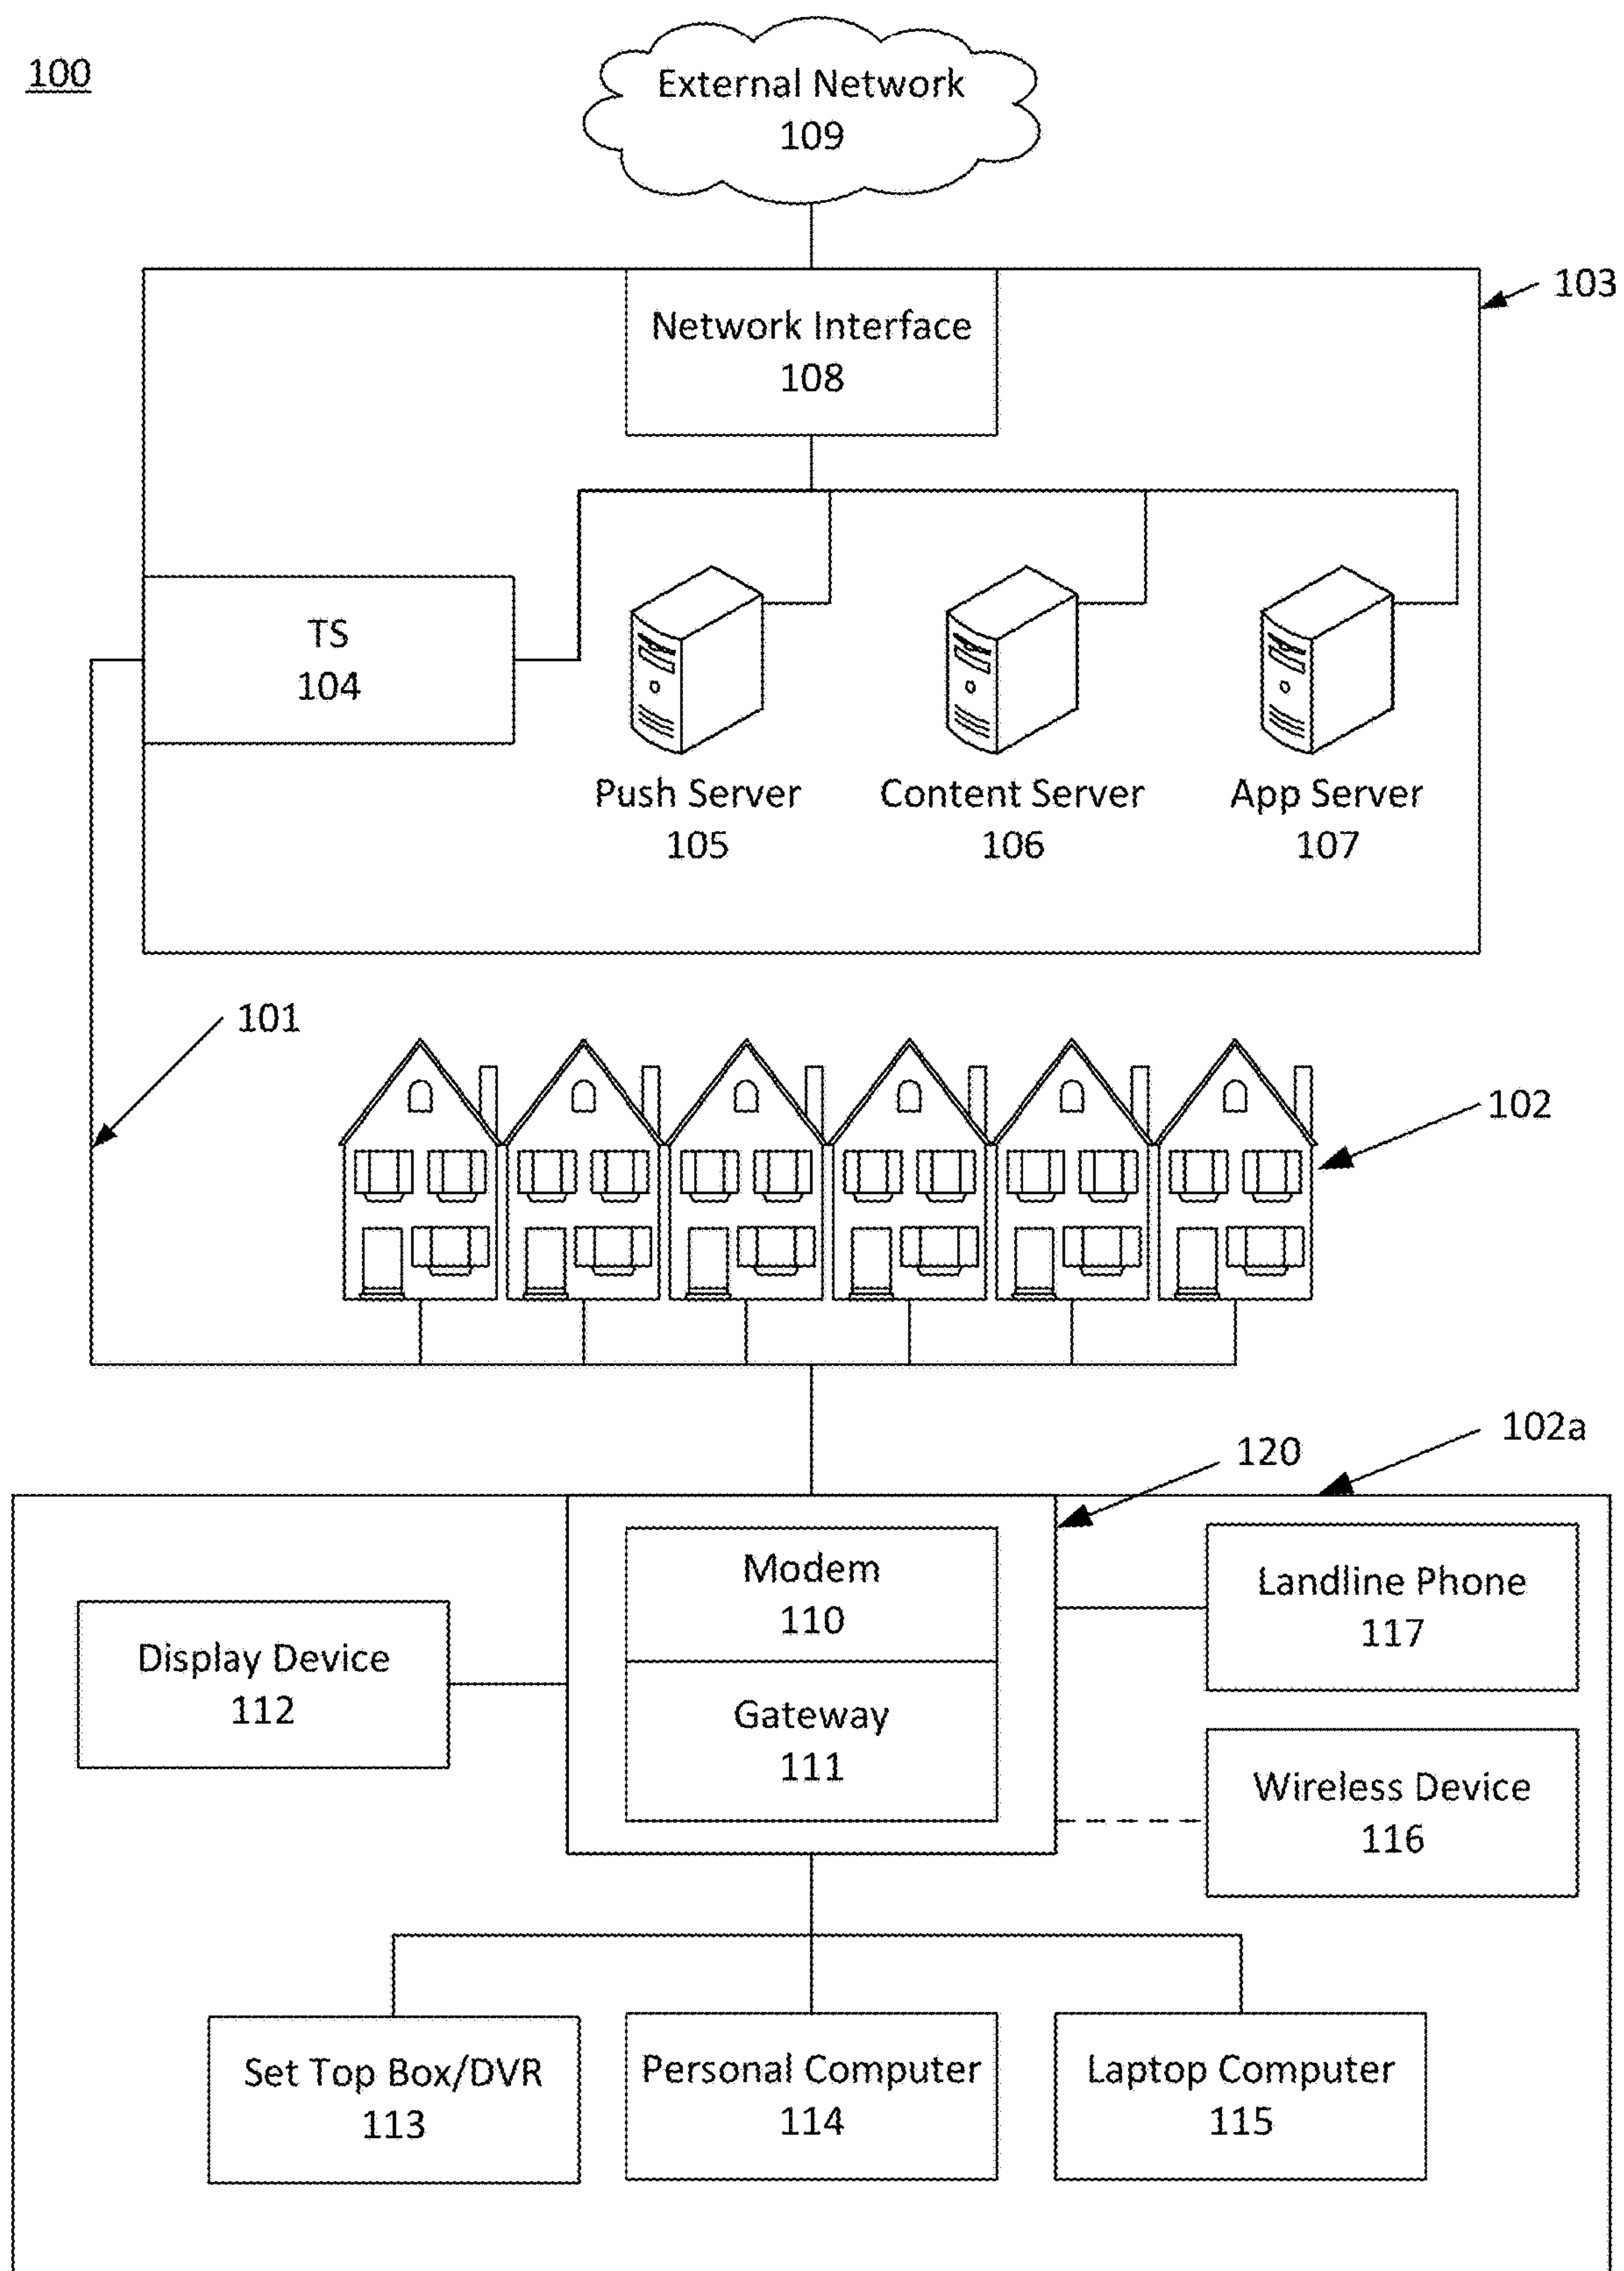 100
External Network
109
103
Network Interface
108
TS
104
Push Server
105
Content Server
106
App Server
107
101
102
102a
120
Modem
110
Landline Phone
117
Display Device
112
Gateway
111
Wireless Device
116
Set Top Box/DVR
113
Personal Computer
114
Laptop Computer
115